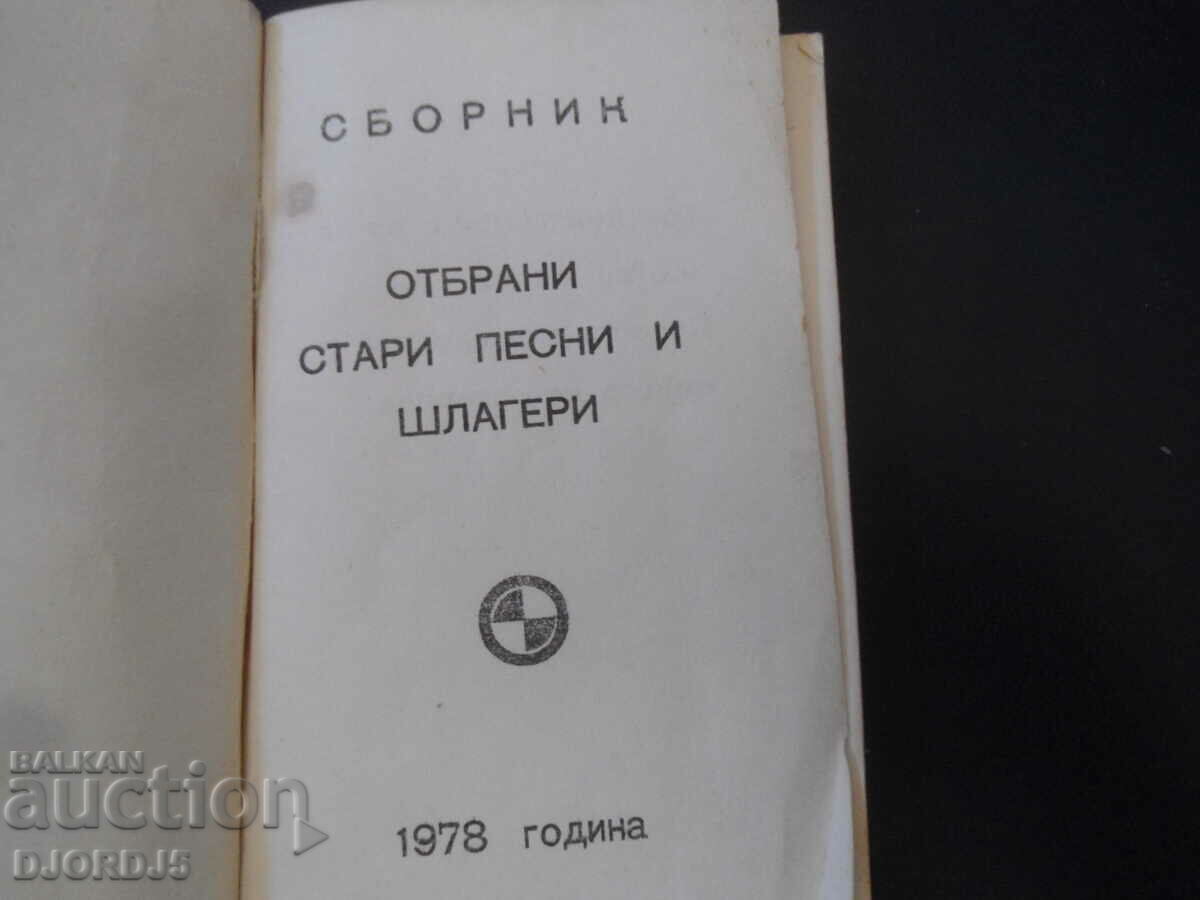 СБОРНИК
ОТБРАНИ
СТАРИ ПЕСНИ И
ШЛАГЕРИ
1978 година
BALKAN
auction
DJORDJ5